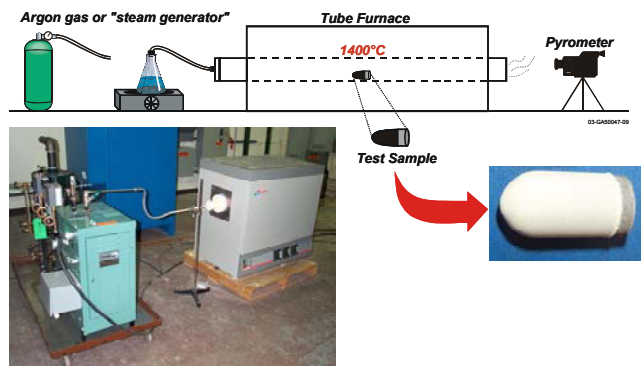 Argon gas or "steam generator"
Tube Furnace
1400°C
Pyrometer
03-GA50047-09
Test Sample